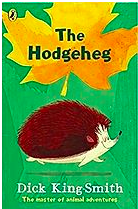 The
Hodgeheg
Dick King-Smith
The master of animal adventures